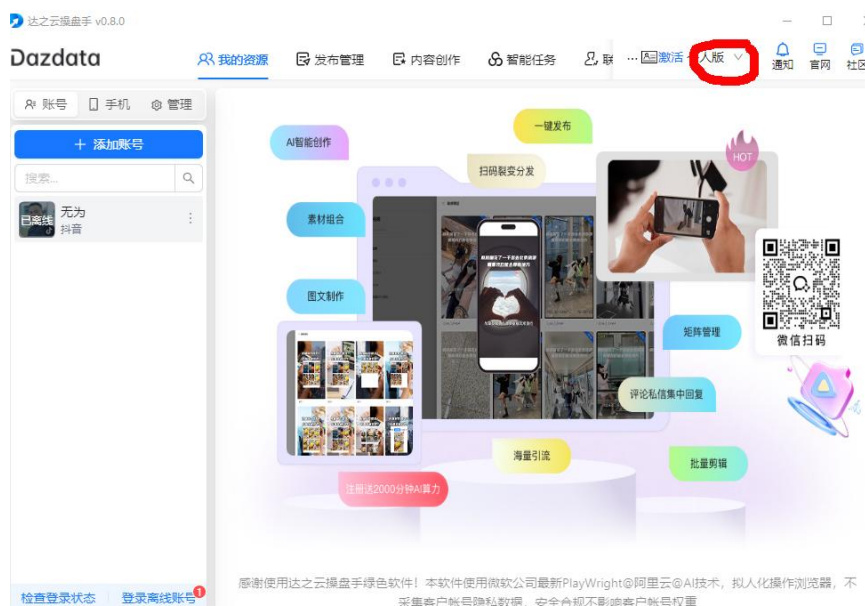 达之云操盘手 v0.8.0
Dazdata
我的资源
发布管理
内容创作
智能任务
联
...
激活
人版
通知
官网
社区
账号
手机
管理
+ 添加账号
搜索...
已离线
无为
抖音
AI智能创作
一键发布
扫码裂变分发
HOT
素材组合
图文制作
微信扫码
矩阵管理
评论私信集中回复
海量引流
批量剪辑
注册送2000分钟AI算力
感谢使用达之云操盘手绿色软件！本软件使用微软公司最新PlayWright@阿里云@AI技术，拟人化操作浏览器，不
采集客户帐号隐私数据，安全合规不影响客户帐号权重
检查登录状态
登录离线账号
1